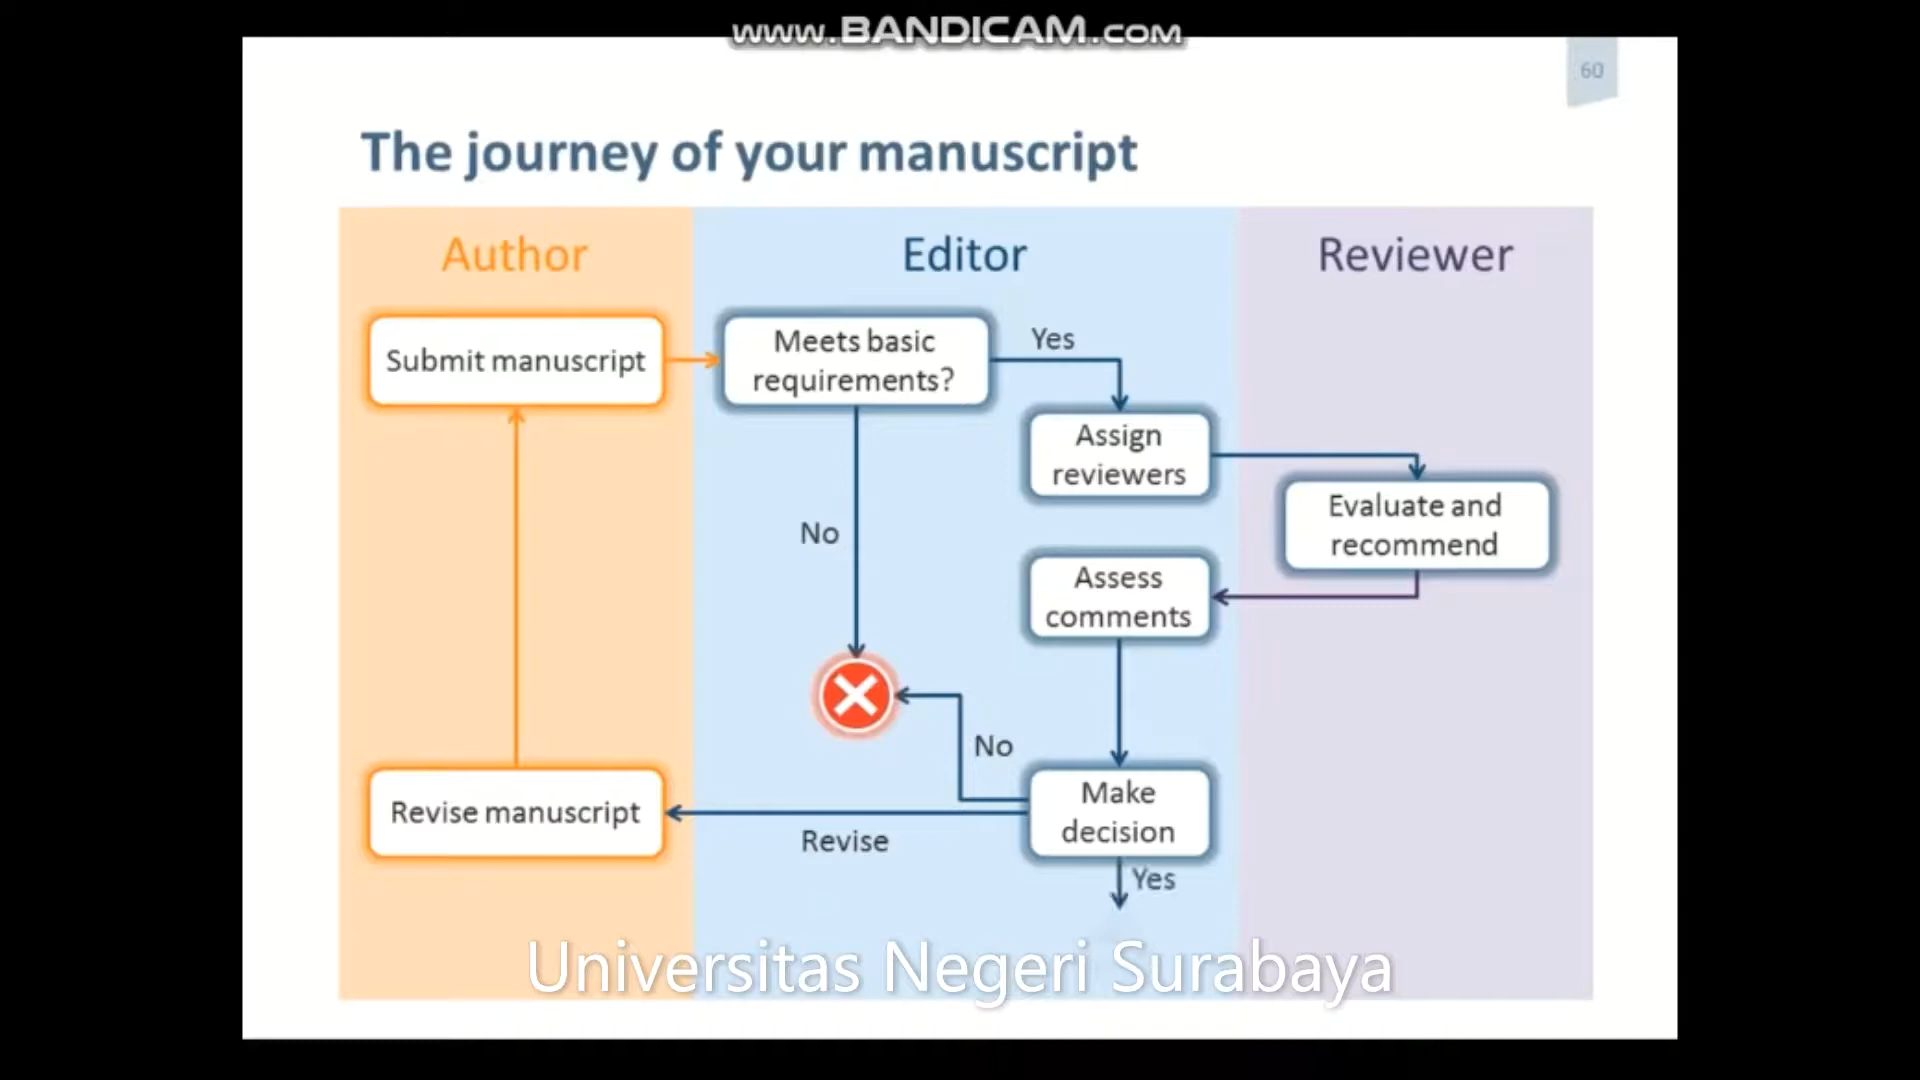 www.BANDICAM.com
60
The journey of your manuscript
Author
Editor
Reviewer
Submit manuscript
Meets basic
requirements?
Yes
Assign
reviewers
Evaluate and
recommend
No
Assess
comments
No
Make
decision
Revise manuscript
Revise
Yes
Universitas Negeri Surabaya